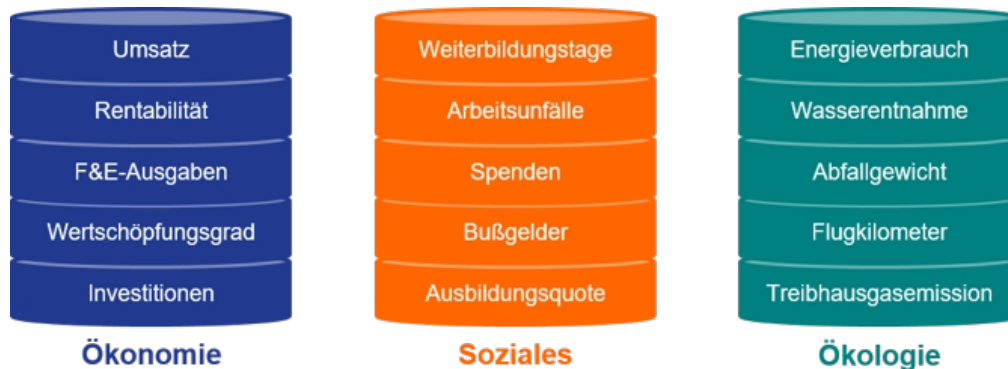 Umsatz
Rentabilität
F&E-Ausgaben
Wertschöpfungsgrad
Investitionen
Ökonomie
Weiterbildungstage
Arbeitsunfälle
Spenden
Bußgelder
Ausbildungsquote
Soziales
Energieverbrauch
Wasserentnahme
Abfallgewicht
Flugkilometer
Treibhausgasemission
Ökologie